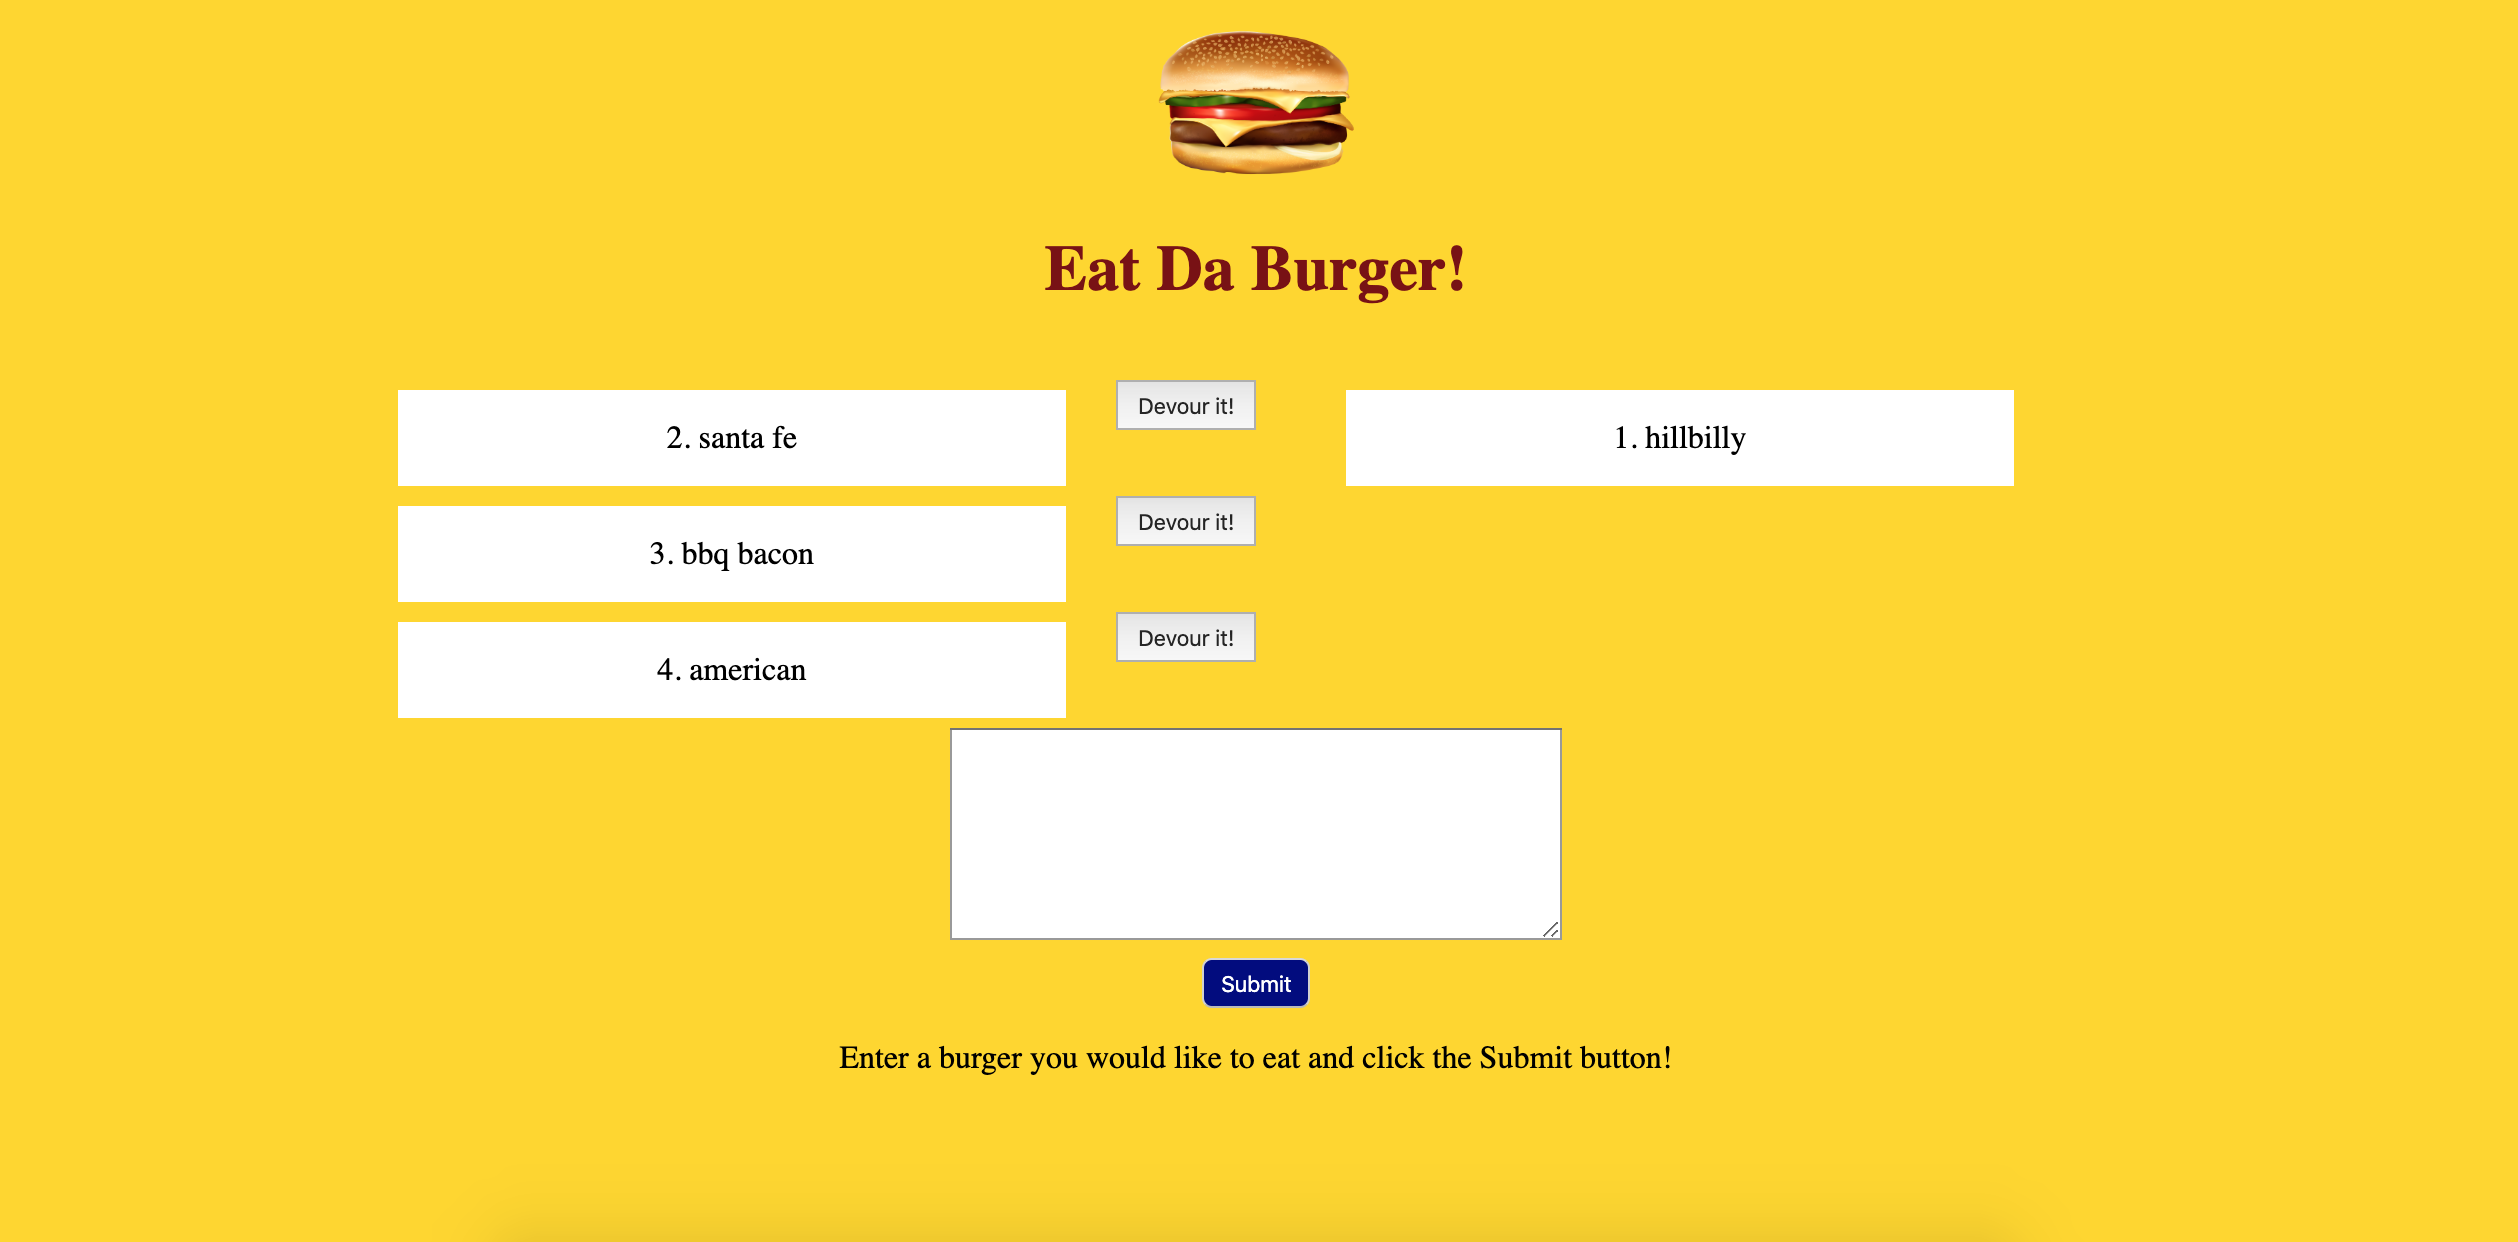 Eat Da Burger!
2. santa fe
Devour it!
1. hillbilly
3. bbq bacon
Devour it!
4. american
Devour it!
Submit
Enter a burger you would like to eat and click the Submit button!